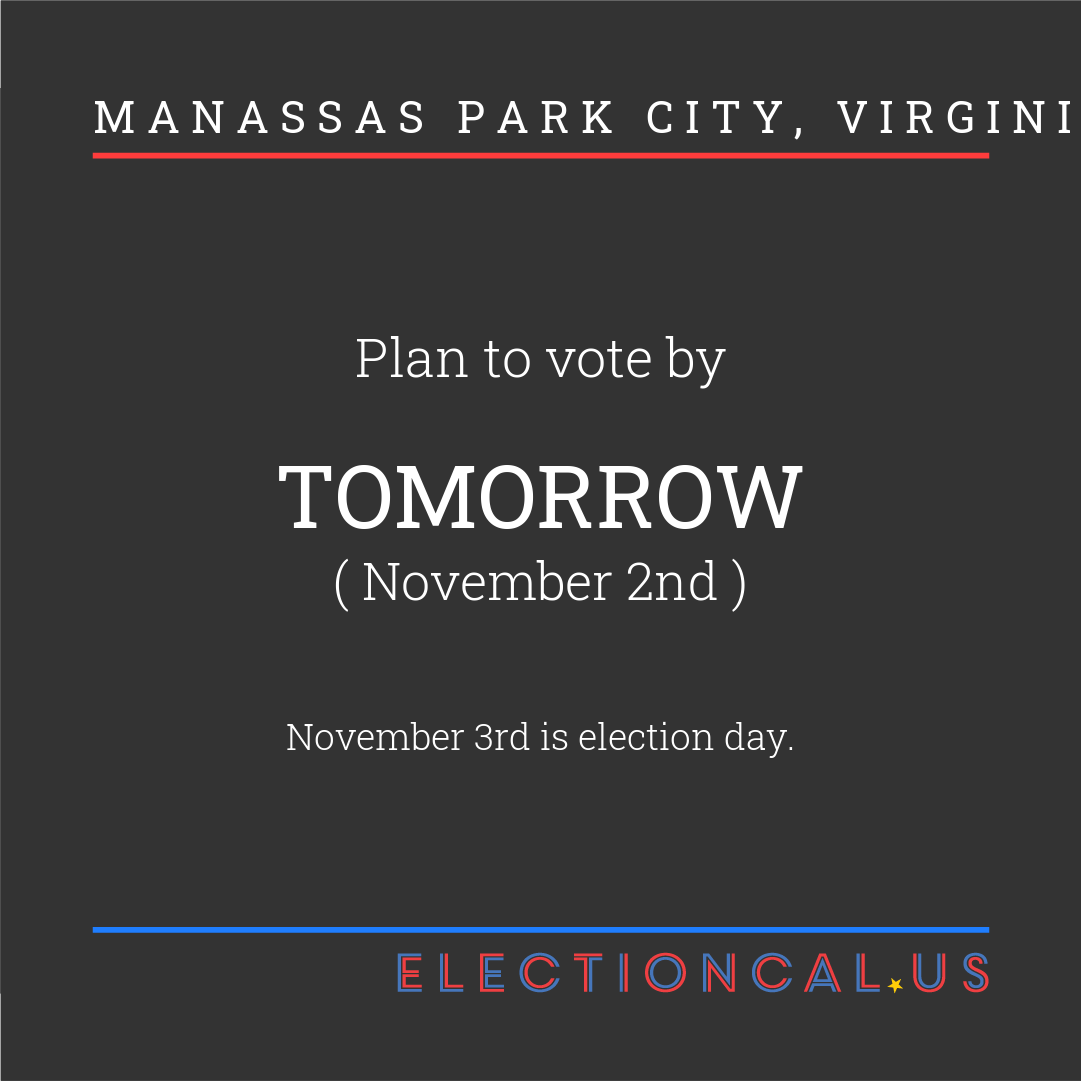 MANASSAS PARK CITY, VIRGINI
Plan to vote by
TOMORROW
( November 2nd )
November 3rd is election day.
ELECTIONCAL.US